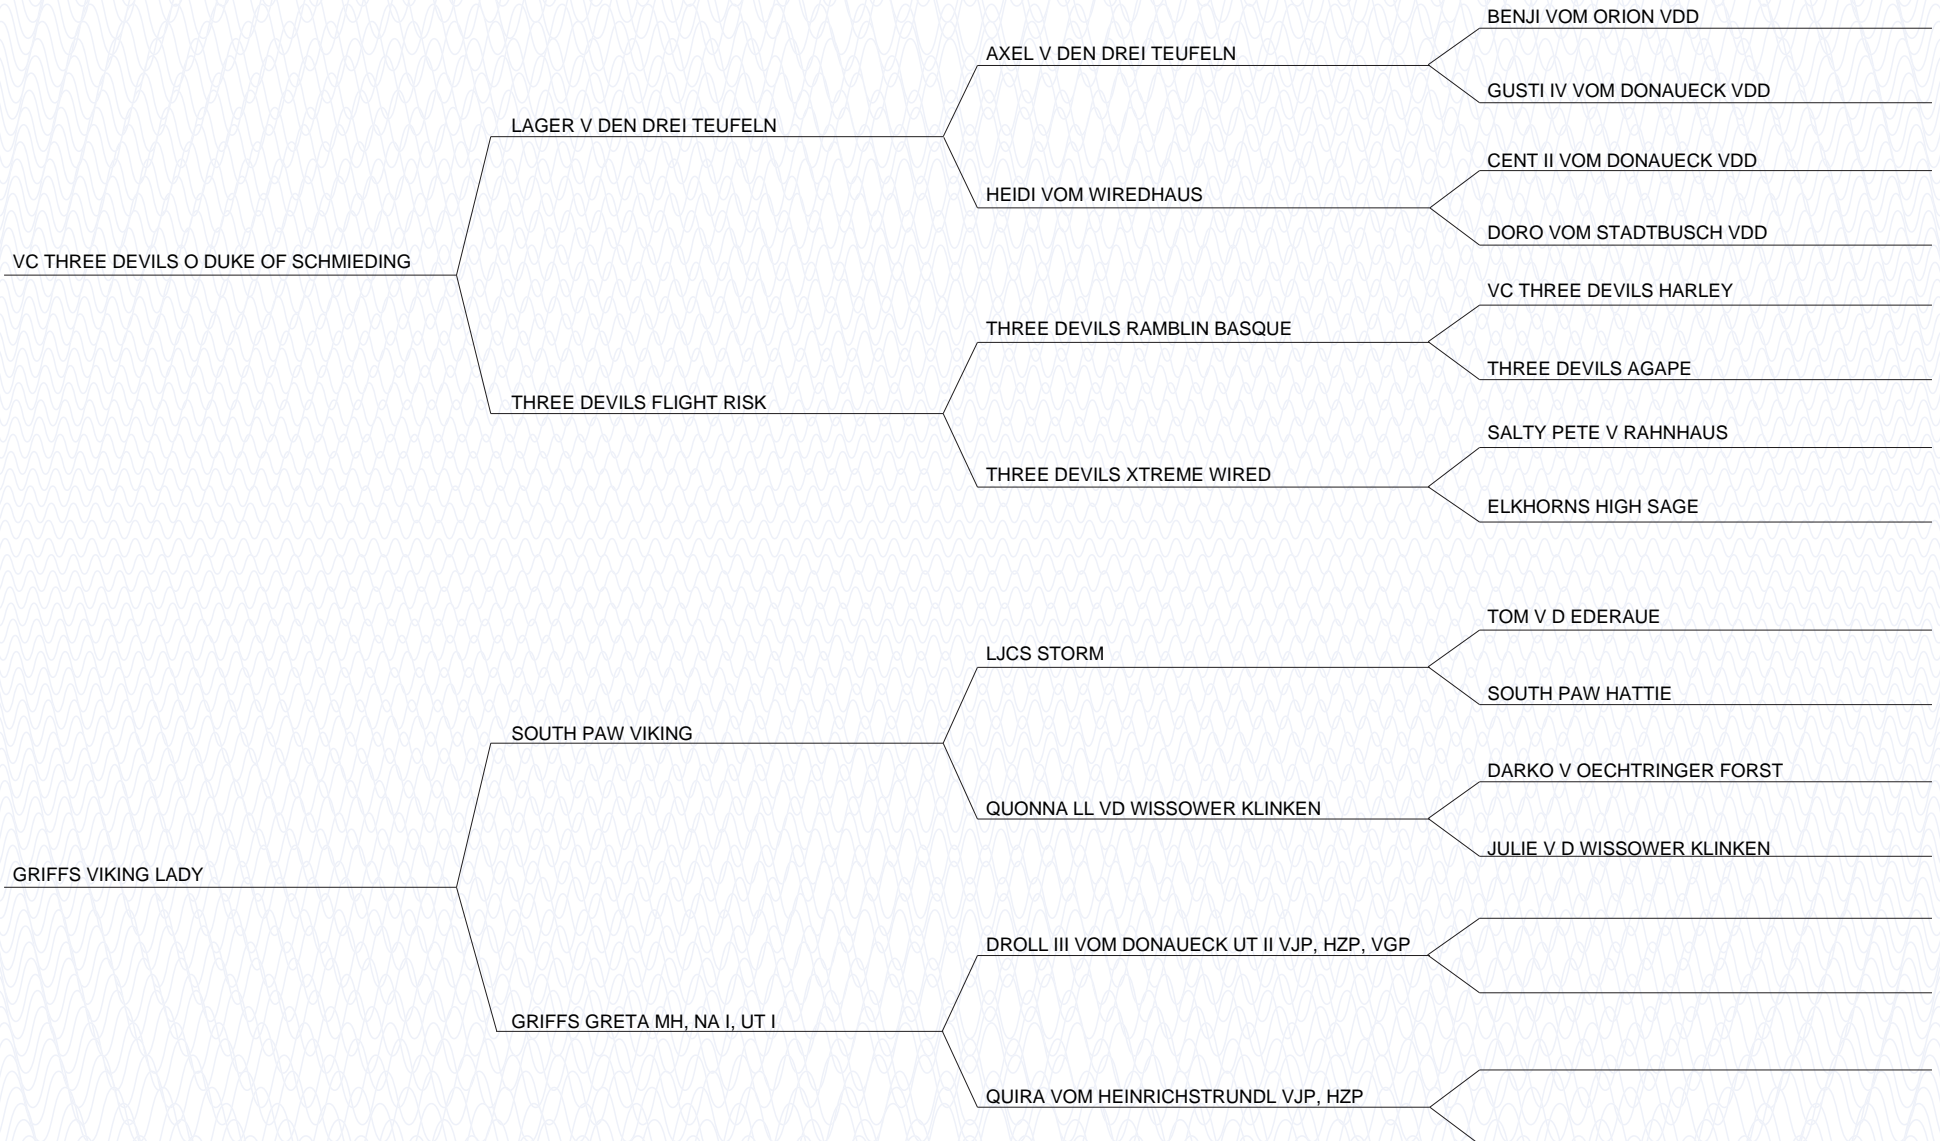 BENJI VOM ORION VDD
AXEL V DEN DREI TEUFELN
GUSTI IV VOM DONAUECK VDD
LAGER V DEN DREI TEUFELN
CENT II VOM DONAUECK VDD
HEIDI VOM WIREDHAUS
DORO VOM STADTBUSCH VDD
VC THREE DEVILS O DUKE OF SCHMIEDING
VC THREE DEVILS HARLEY
THREE DEVILS RAMBLIN BASQUE
THREE DEVILS AGAPE
THREE DEVILS FLIGHT RISK
SALTY PETE V RAHNHAUS
THREE DEVILS XTREME WIRED
ELKHORNS HIGH SAGE
TOM V D EDERAUE
LJCS STORM
SOUTH PAW HATTIE
SOUTH PAW VIKING
DARKO V OECHTRINGER FORST
QUONNA LL VD WISSOWER KLINKEN
JULIE V D WISSOWER KLINKEN
GRIFFS VIKING LADY
DROLL III VOM DONAUECK UT II VJP, HZP, VGP
GRIFFS GRETA MH, NA I, UT I
QUIRA VOM HEINRICHSTRUNDL VJP, HZP